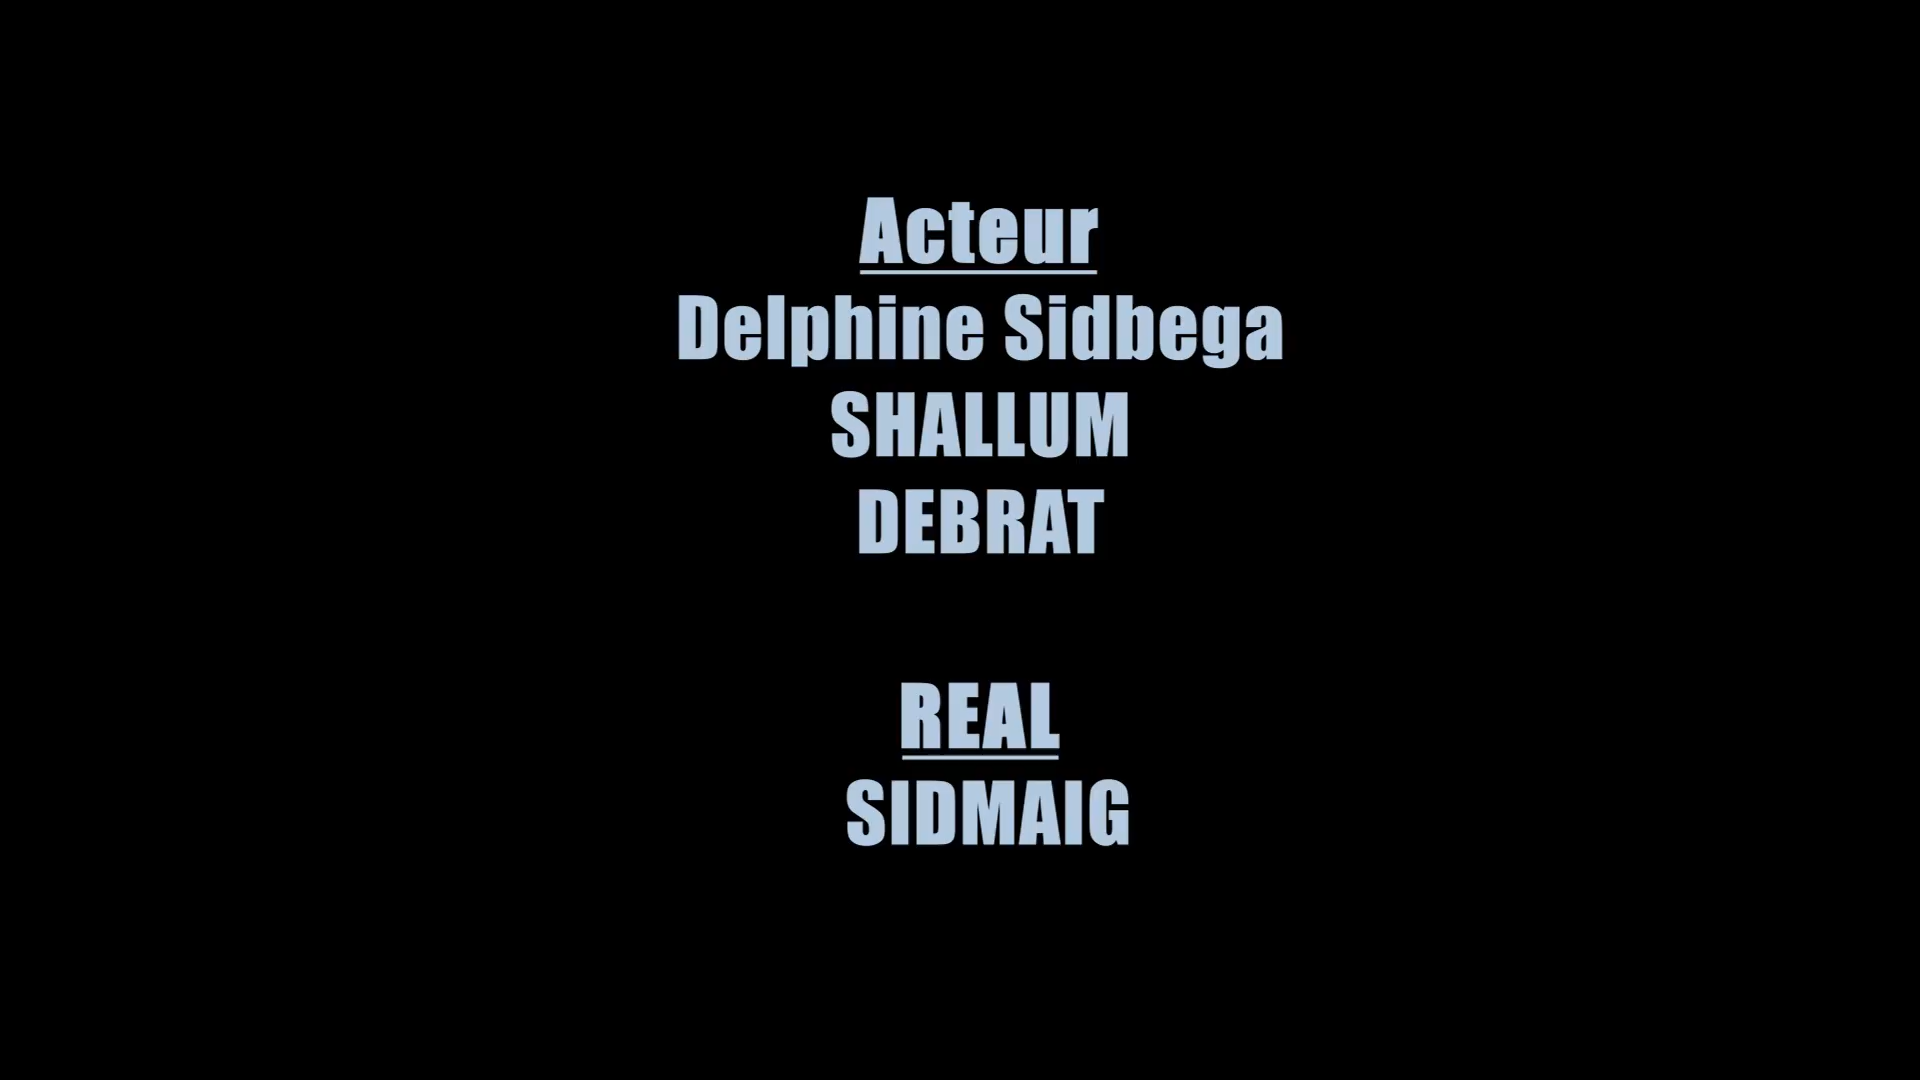 Acteur
Delphine Sidbega
SHALLUM
DEBRAT
REAL
SIDMAIG